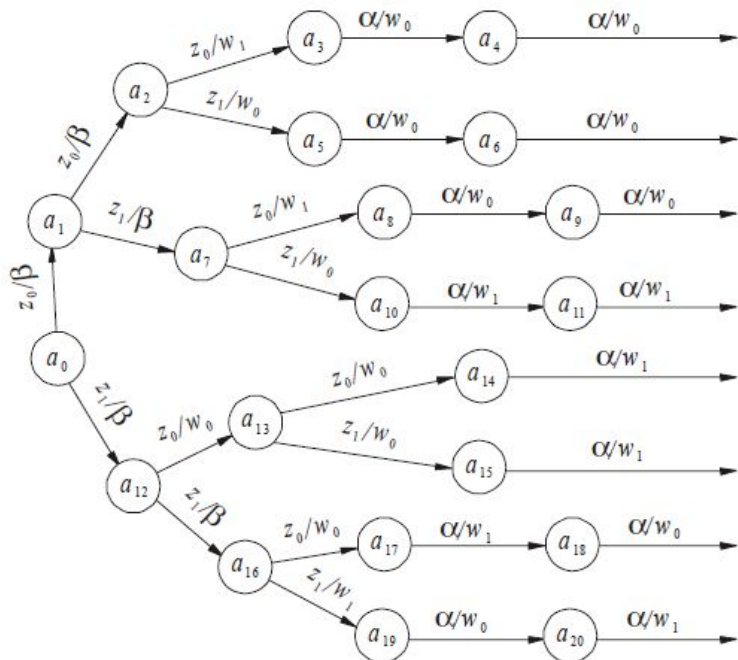 z₀/w₁ a₃ α/w₀ a₄ α/w₀
a₂
z₁/w₀ a₅ α/w₀ a₆ α/w₀
z₀/β
a₁ z₁/β a₇ z₀/w₁ a₈ α/w₀ a₉ α/w₀
z₁/w₀ a₁₀ α/w₁ a₁₁ α/w₁
z₀/β
a₀
z₁/β
z₀/w₀ a₁₃ z₀/w₀ a₁₄ α/w₁
z₁/w₀ a₁₅ α/w₁
a₁₂
z₁/β a₁₆ z₀/w₀ a₁₇ α/w₁ a₁₈ α/w₀
z₁/w₁ a₁₉ α/w₀ a₂₀ α/w₁